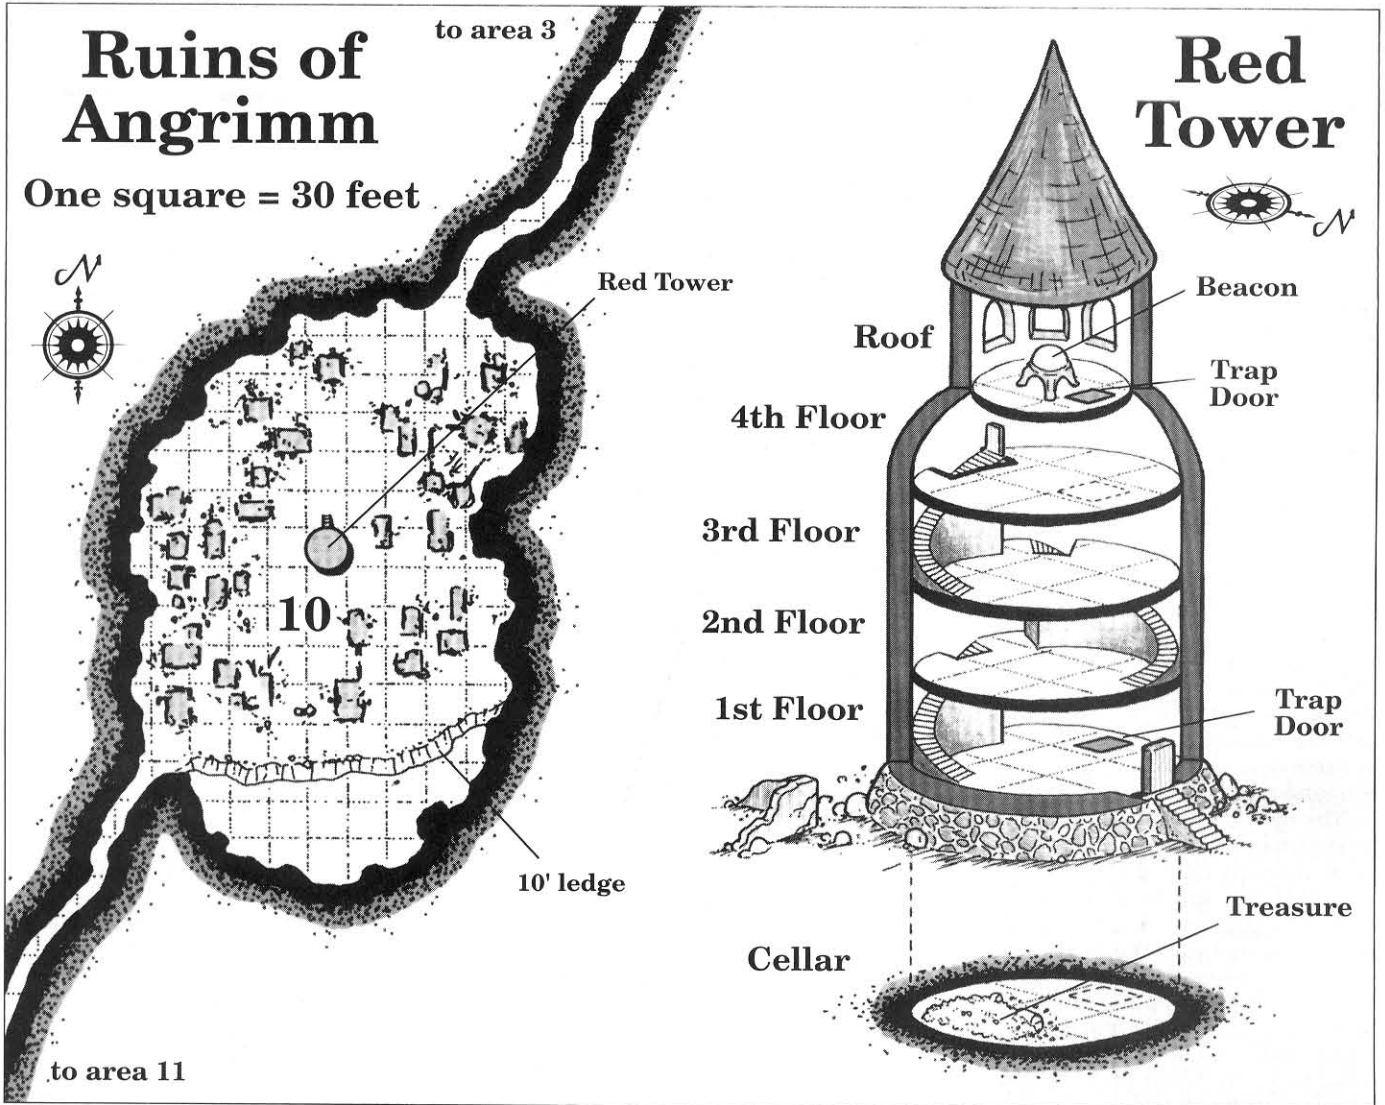 Ruins of
Angrimm
One square = 30 feet
N
to area 3
Red Tower
10
10' ledge
to area 11
Red
Tower
N
Beacon
Roof
Trap
Door
4th Floor
3rd Floor
2nd Floor
1st Floor
Trap
Door
Treasure
Cellar